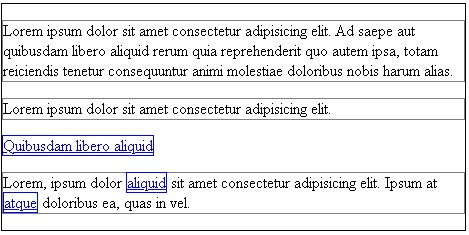 Lorem ipsum dolor sit amet consectetur adipisicing elit. Ad saepe aut
quibusdam libero aliquid rerum quia reprehenderit quo autem ipsa, totam
reiciendis tenetur consequuntur animi molestiae doloribus nobis harum alias.
Lorem ipsum dolor sit amet consectetur adipisicing elit.
Quibusdam libero aliquid
Lorem, ipsum dolor aliquid sit amet consectetur adipisicing elit. Ipsum at
atque doloribus ea, quas in vel.